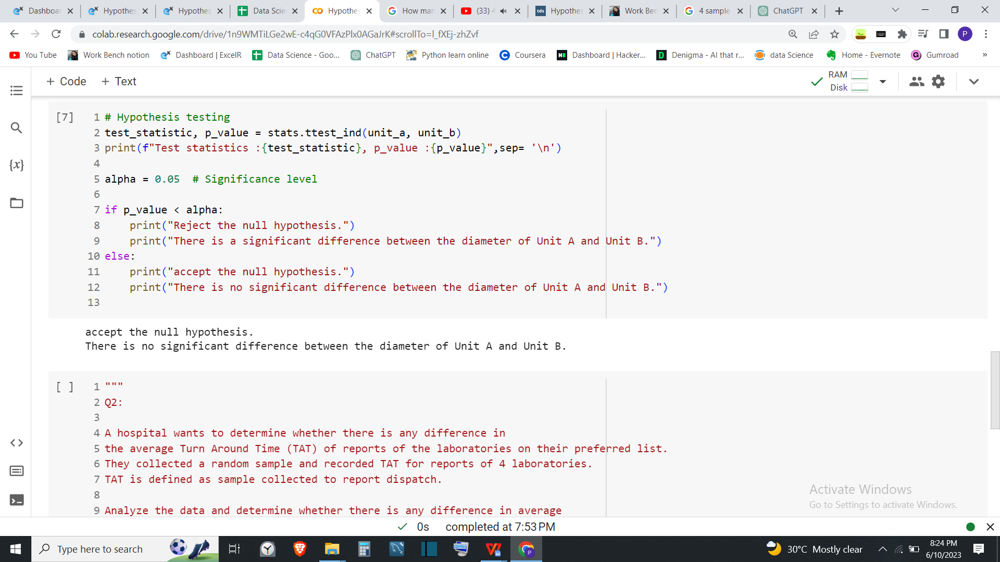 Dashboar
Hypothes
Hypothes
Data Scie
Hypothes
How man
(33) 4
tds Hypothes
Work Ben
4 sample
ChatGPT
colab.research.google.com/drive/1n9WMTiLGe2wE-c4qG0VFAzPlx0AGaJrK#scrollTo=l_fXEj-zhZvf
P
You Tube
Work Bench notion
Dashboard | ExcelR
Data Science - Goo...
ChatGPT
Python learn online
Coursera
Dashboard | Hacker...
Denigma - AI that r...
data Science
Home - Evernote
Gumroad
»
+ Code + Text
RAM
Disk
[7]
1 # Hypothesis testing
2 test_statistic, p_value = stats.ttest_ind(unit_a, unit_b)
3 print(f"Test statistics :{test_statistic}, p_value :{p_value}",sep= '\n')
4
5 alpha = 0.05  # Significance level
6
7 if p_value < alpha:
8     print("Reject the null hypothesis.")
9     print("There is a significant difference between the diameter of Unit A and Unit B.")
10 else:
11     print("accept the null hypothesis.")
12     print("There is no significant difference between the diameter of Unit A and Unit B.")
13
accept the null hypothesis.
There is no significant difference between the diameter of Unit A and Unit B.
[ ]
1 """
2 Q2:
3
4 A hospital wants to determine whether there is any difference in
5 the average Turn Around Time (TAT) of reports of the laboratories on their preferred list.
6 They collected a random sample and recorded TAT for reports of 4 laboratories.
7 TAT is defined as sample collected to report dispatch.
8
9 Analyze the data and determine whether there is any difference in average
Activate Windows
Go to Settings to activate Windows.
0s completed at 7:53 PM
Type here to search
30°C Mostly clear
8:24 PM
6/10/2023